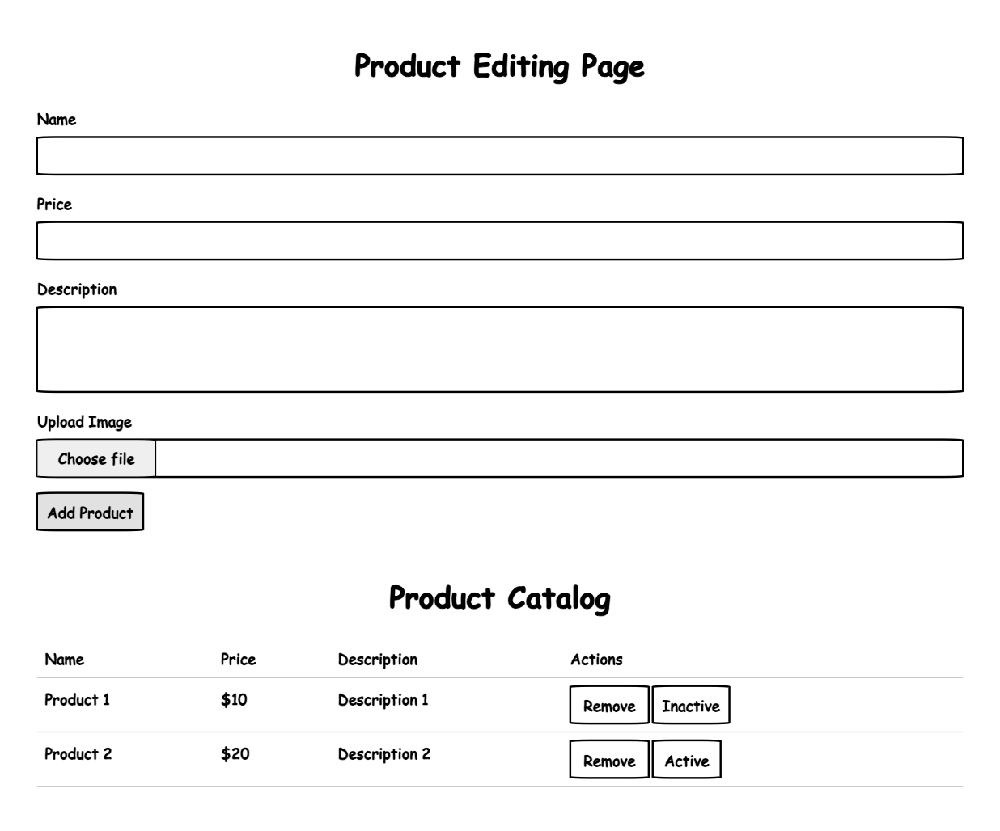 Product Editing Page
Name
Price
Description
Upload Image
Choose file
Add Product
Product Catalog
Name Price Description Actions
Product 1 $10 Description 1 Remove Inactive
Product 2 $20 Description 2 Remove Active